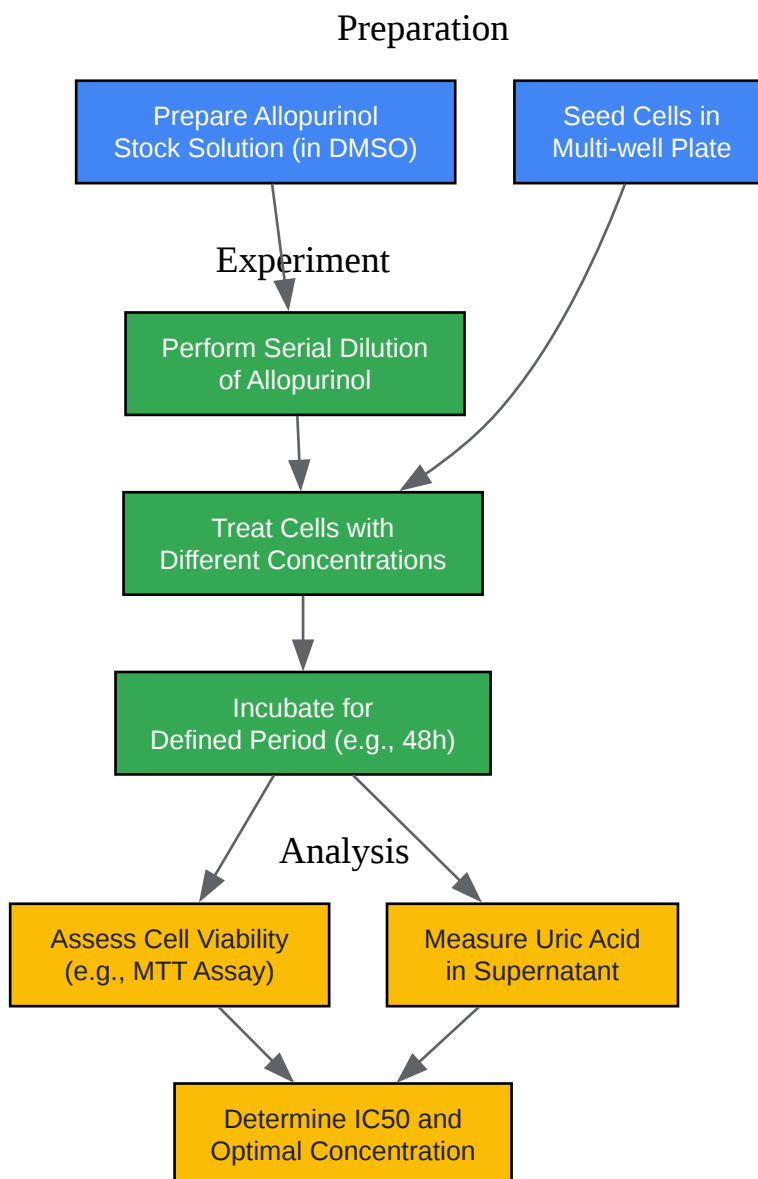 Preparation
Prepare Allopurinol
Stock Solution (in DMSO)
Seed Cells in
Multi-well Plate
Experiment
Perform Serial Dilution
of Allopurinol
Treat Cells with
Different Concentrations
Incubate for
Defined Period (e.g., 48h)
Analysis
Assess Cell Viability
(e.g., MTT Assay)
Measure Uric Acid
in Supernatant
Determine IC50 and
Optimal Concentration